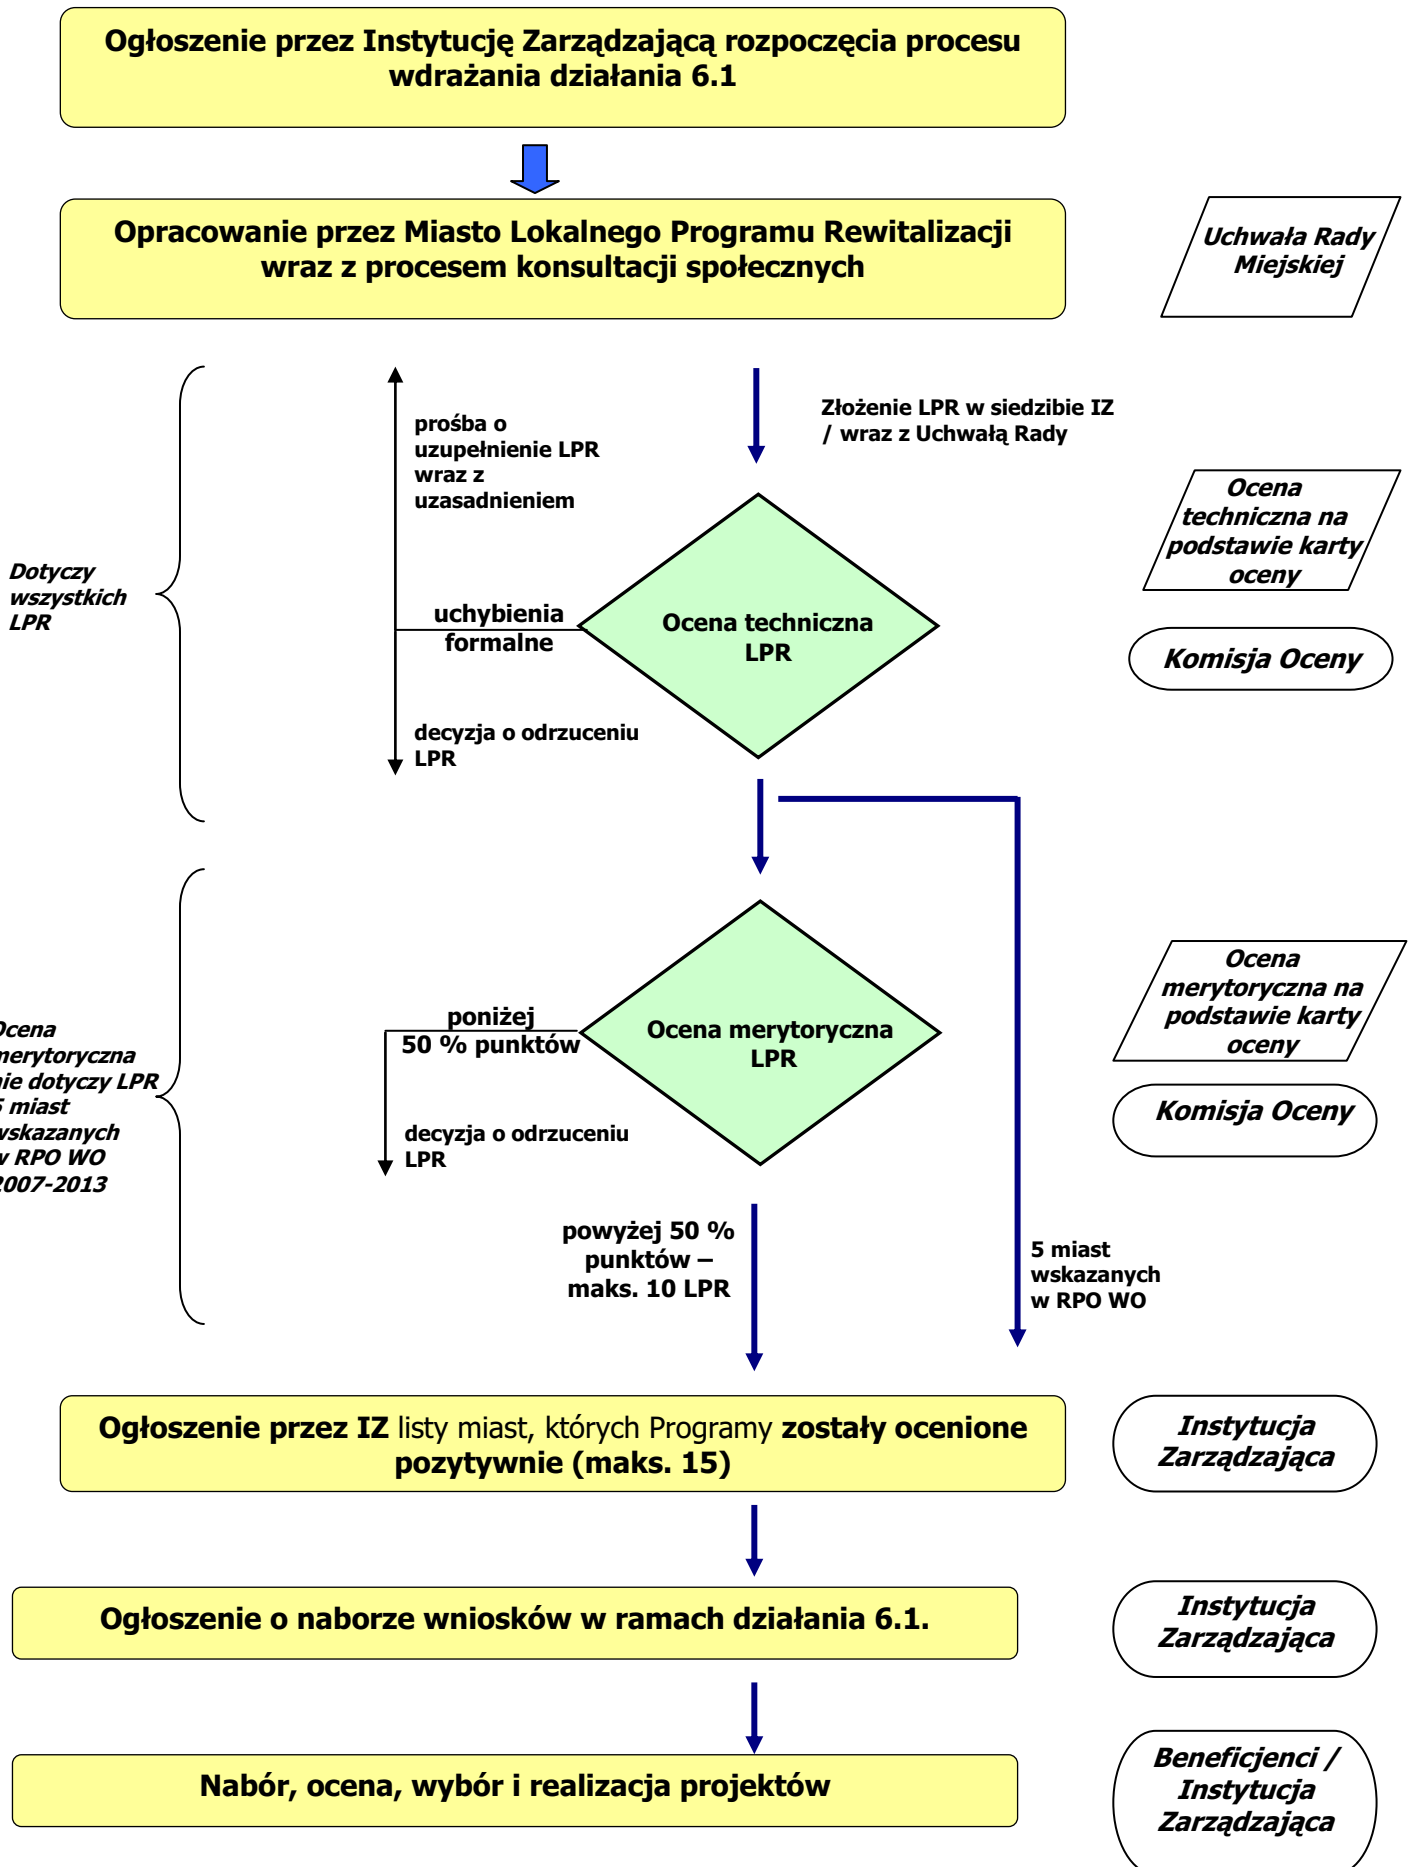 Ogłoszenie przez Instytucję Zarządzającą rozpoczęcia procesu
wdrażania działania 6.1
Opracowanie przez Miasto Lokalnego Programu Rewitalizacji
wraz z procesem konsultacji społecznych
Uchwała Rady
Miejskiej
prośba o
uzupełnienie LPR
wraz z
uzasadnieniem
Złożenie LPR w siedzibie IZ
/ wraz z Uchwałą Rady
Ocena
techniczna na
podstawie karty
oceny
Dotyczy
wszystkich
LPR
uchybienia
formalne
Ocena techniczna
LPR
Komisja Oceny
decyzja o odrzuceniu
LPR
Ocena
merytoryczna
nie dotyczy LPR
5 miast
wskazanych
w RPO WO
2007-2013
poniżej
50 % punktów
Ocena merytoryczna
LPR
Ocena
merytoryczna na
podstawie karty
oceny
Komisja Oceny
decyzja o odrzuceniu
LPR
powyżej 50 %
punktów –
maks. 10 LPR
5 miast
wskazanych
w RPO WO
Ogłoszenie przez IZ listy miast, których Programy zostały ocenione
pozytywnie (maks. 15)
Instytucja
Zarządzająca
Ogłoszenie o naborze wniosków w ramach działania 6.1.
Instytucja
Zarządzająca
Nabór, ocena, wybór i realizacja projektów
Beneficjenci /
Instytucja
Zarządzająca